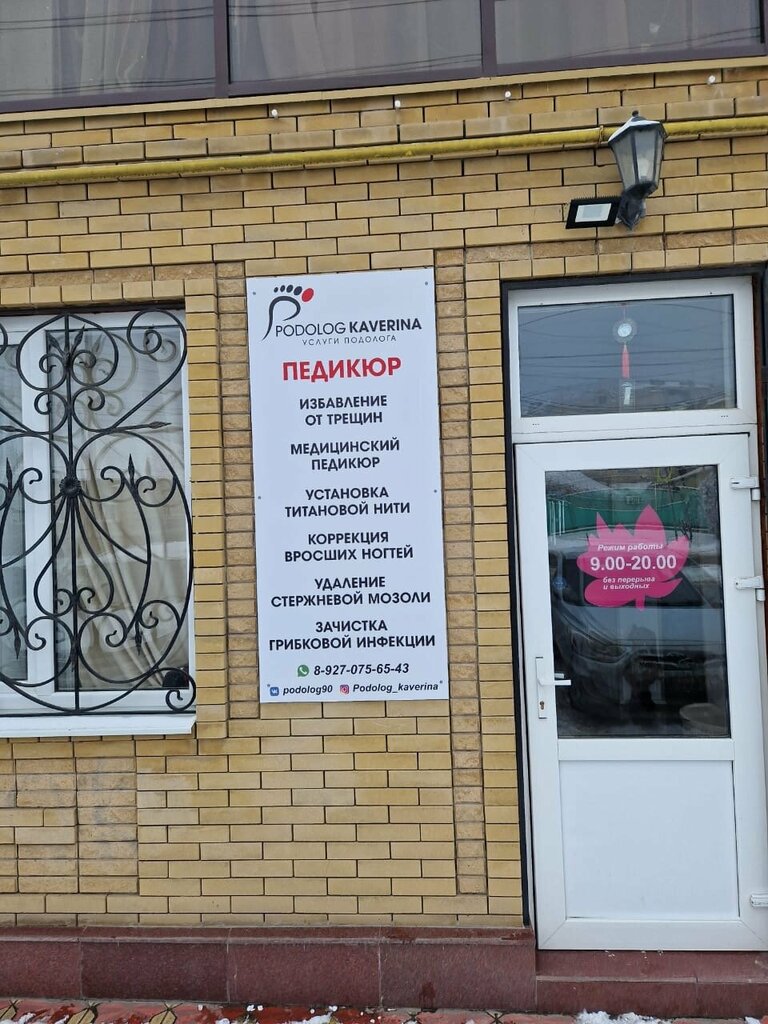 PODOLOG KAVERINA
УСЛУГИ ПОДОЛОГА
ПЕДИКЮР
ИЗБАВЛЕНИЕ
ОТ ТРЕЩИН
МЕДИЦИНСКИЙ
ПЕДИКЮР
УСТАНОВКА
ТИТАНОВОЙ НИТИ
КОРРЕКЦИЯ
ВРОСШИХ НОГТЕЙ
УДАЛЕНИЕ
СТЕРЖНЕВОЙ МОЗОЛИ
ЗАЧИСТКА
ГРИБКОВОЙ ИНФЕКЦИИ
8-927-075-65-43
podolog90 Podolog_kaverina
Режим работы
9.00-20.00
без перерыва
и выходных